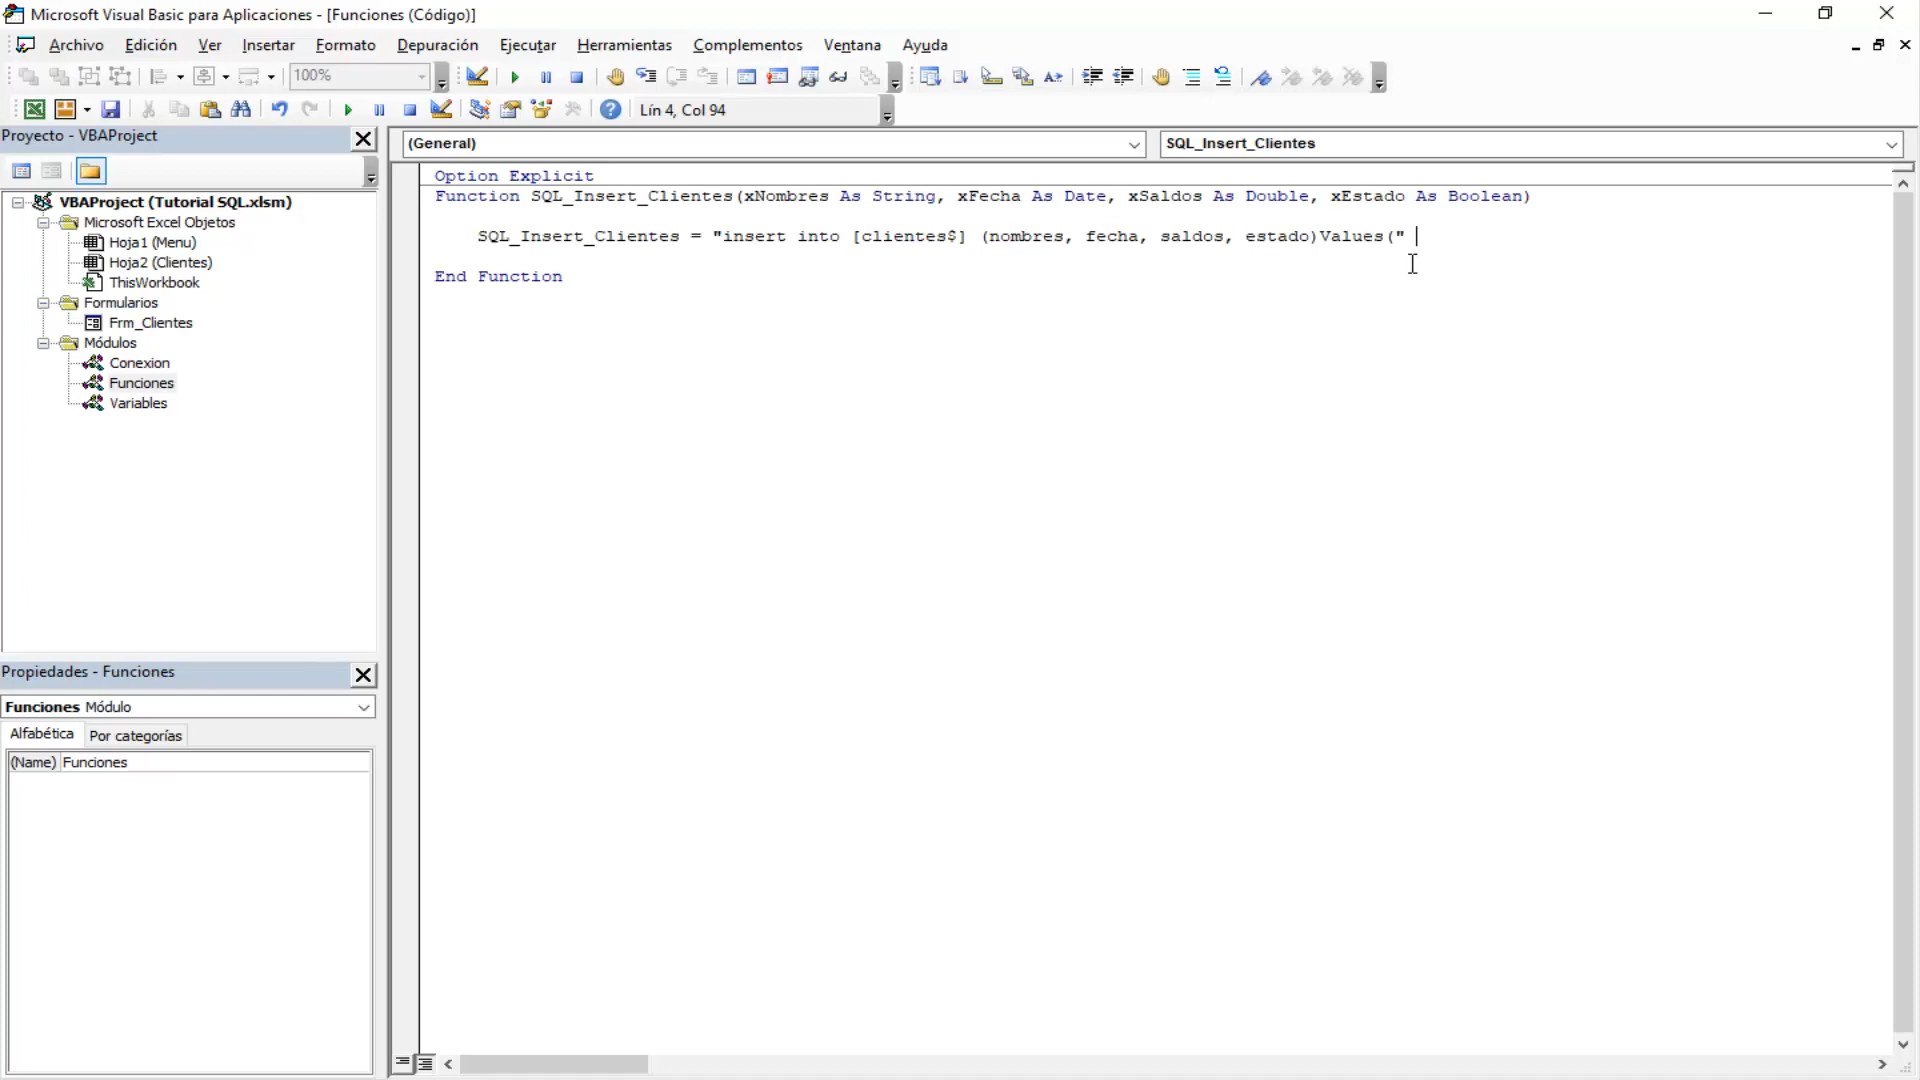 Microsoft Visual Basic para Aplicaciones - [Funciones (Código)]
Archivo Edición Ver Insertar Formato Depuración Ejecutar Herramientas Complementos Ventana Ayuda
100%
Lín 4, Col 94
Proyecto - VBAProject
(General)
SQL_Insert_Clientes
VBAProject (Tutorial SQL.xlsm)
Microsoft Excel Objetos
Hoja1 (Menu)
Hoja2 (Clientes)
ThisWorkbook
Formularios
Frm_Clientes
Módulos
Conexion
Funciones
Variables
Option Explicit
Function SQL_Insert_Clientes(xNombres As String, xFecha As Date, xSaldos As Double, xEstado As Boolean)
SQL_Insert_Clientes = "insert into [clientes$] (nombres, fecha, saldos, estado)Values("
End Function
Propiedades - Funciones
Funciones Módulo
Alfabética Por categorías
(Name) Funciones